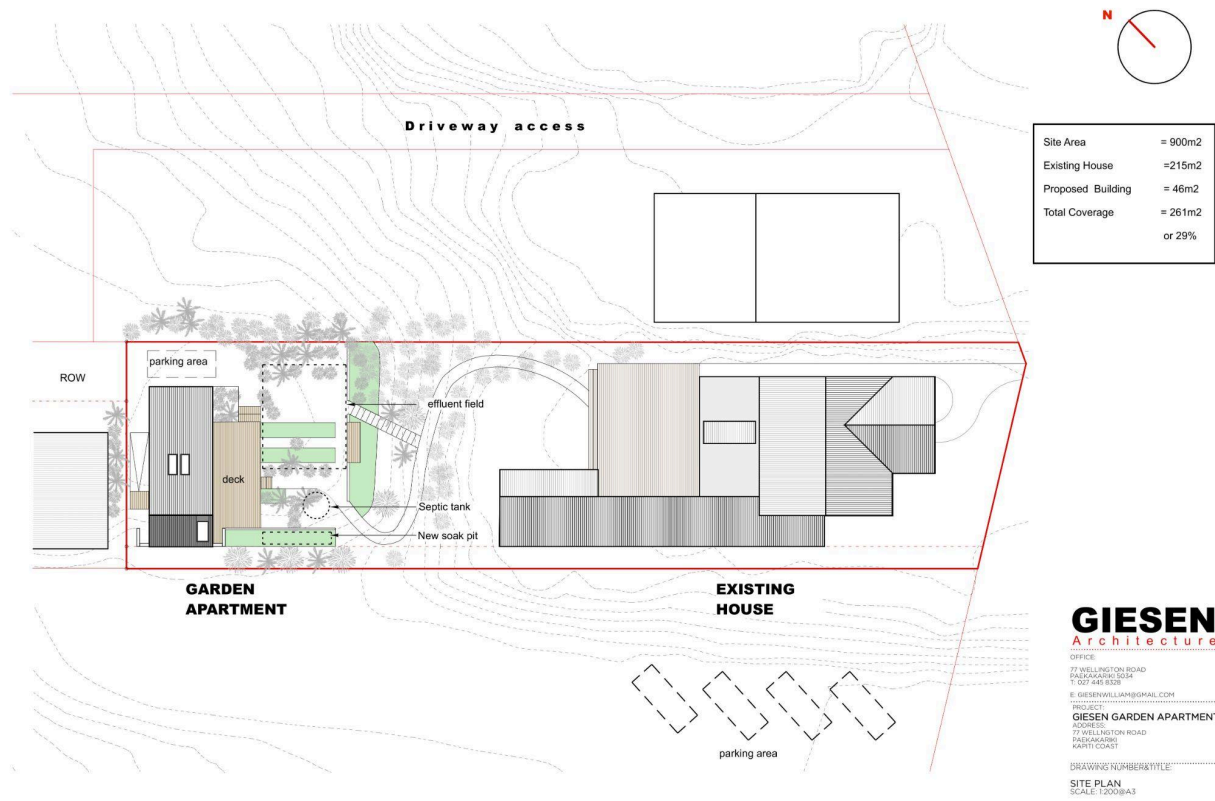 N
Driveway access
Site Area = 900m2
Existing House =215m2
Proposed Building = 46m2
Total Coverage = 261m2
or 29%
parking area
ROW
effluent field
deck
Septic tank
New soak pit
GARDEN
APARTMENT
EXISTING
HOUSE
parking area
GIESEN
Architecture
OFFICE:
77 WELLINGTON ROAD
PAEKAKARIKI 5034
T: 027 445 8328
E: GIESENWILLIAM@GMAIL.COM
PROJECT:
GIESEN GARDEN APARTMENT
ADDRESS:
77 WELLNGTON ROAD
PAEKAKARIKI
KAPITI COAST
DRAWING NUMBER&TITLE:
SITE PLAN
SCALE: 1:200@A3